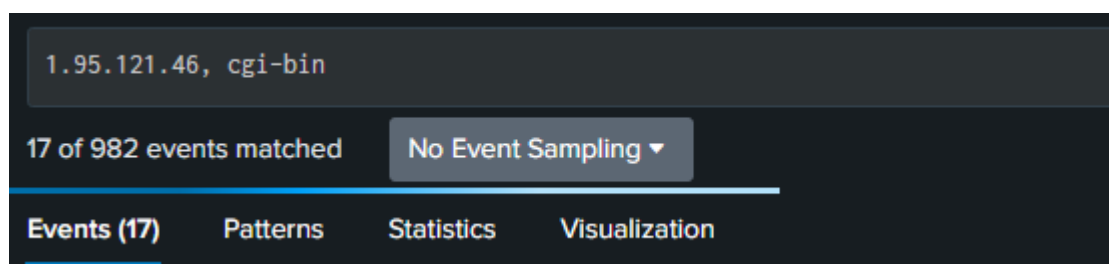 1.95.121.46, cgi-bin
17 of 982 events matched No Event Sampling
Events (17) Patterns Statistics Visualization